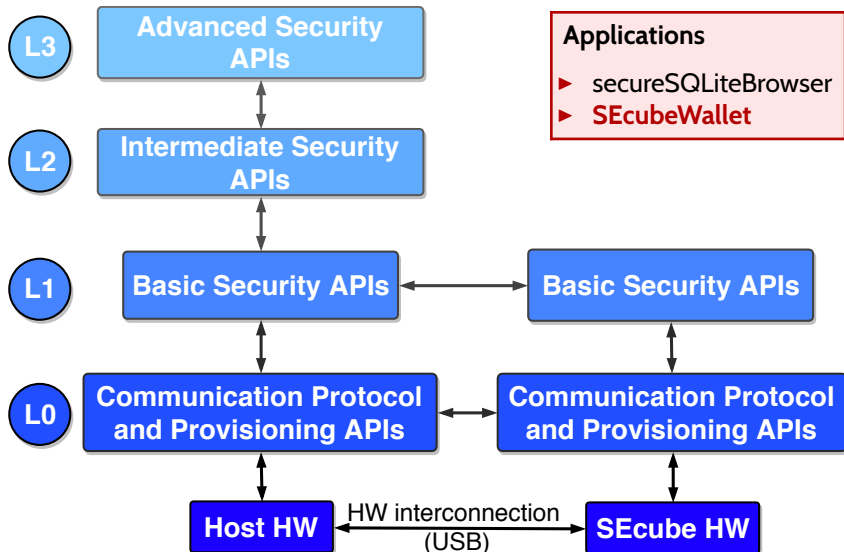 L3
Advanced Security
APIs
Applications
► secureSQLiteBrowser
► SEcubeWallet
L2
Intermediate Security
APIs
L1
Basic Security APIs
Basic Security APIs
L0
Communication Protocol
and Provisioning APIs
Communication Protocol
and Provisioning APIs
Host HW
HW interconnection
(USB)
SEcube HW